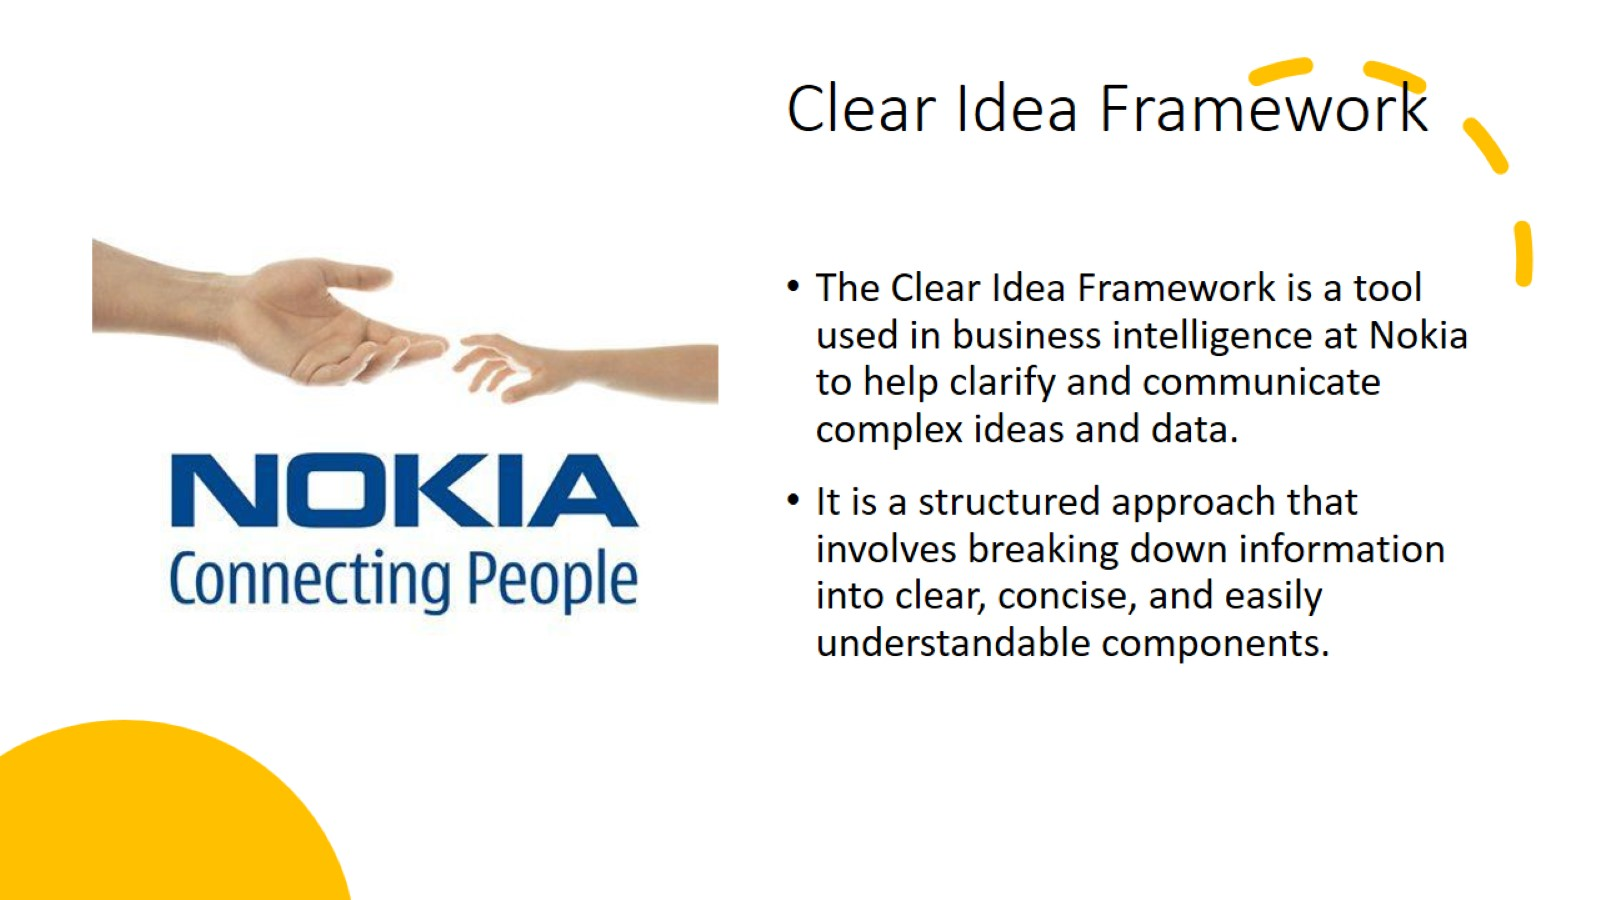 Clear Idea Framework
NOKIA
Connecting People
• The Clear Idea Framework is a tool
used in business intelligence at Nokia
to help clarify and communicate
complex ideas and data.
• It is a structured approach that
involves breaking down information
into clear, concise, and easily
understandable components.